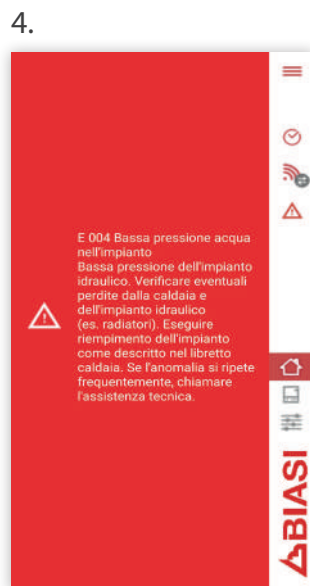 4.
E 004 Bassa pressione acqua
nell'impianto
Bassa pressione dell'impianto
idraulico. Verificare eventuali
perdite dalla caldaia e
dell'impianto idraulico
(es. radiatori). Eseguire
riempimento dell'impianto
come descritto nel libretto
caldaia. Se l'anomalia si ripete
frequentemente, chiamare
l'assistenza tecnica.
BIASI